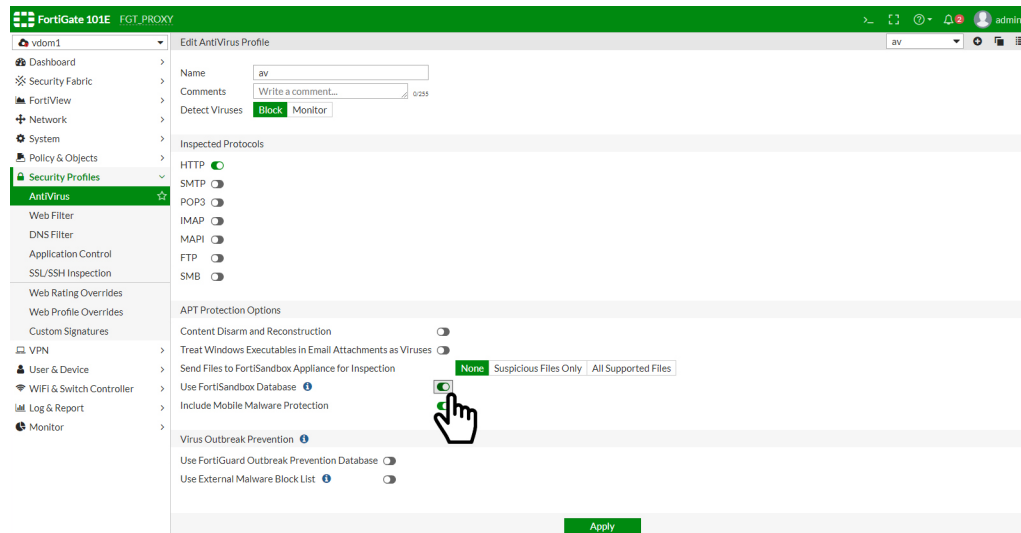 FortiGate 101E FGT_PROXY >_ 2 admin
vdom1 Edit AntiVirus Profile av
Dashboard
Security Fabric
FortiView
Network
System
Policy & Objects
Security Profiles
AntiVirus
Web Filter
DNS Filter
Application Control
SSL/SSH Inspection
Web Rating Overrides
Web Profile Overrides
Custom Signatures
VPN
User & Device
WiFi & Switch Controller
Log & Report
Monitor
Name av
Comments Write a comment... 0/255
Detect Viruses Block Monitor
Inspected Protocols
HTTP
SMTP
POP3
IMAP
MAPI
FTP
SMB
APT Protection Options
Content Disarm and Reconstruction
Treat Windows Executables in Email Attachments as Viruses
Send Files to FortiSandbox Appliance for Inspection None Suspicious Files Only All Supported Files
Use FortiSandbox Database
Include Mobile Malware Protection
Virus Outbreak Prevention
Use FortiGuard Outbreak Prevention Database
Use External Malware Block List
Apply